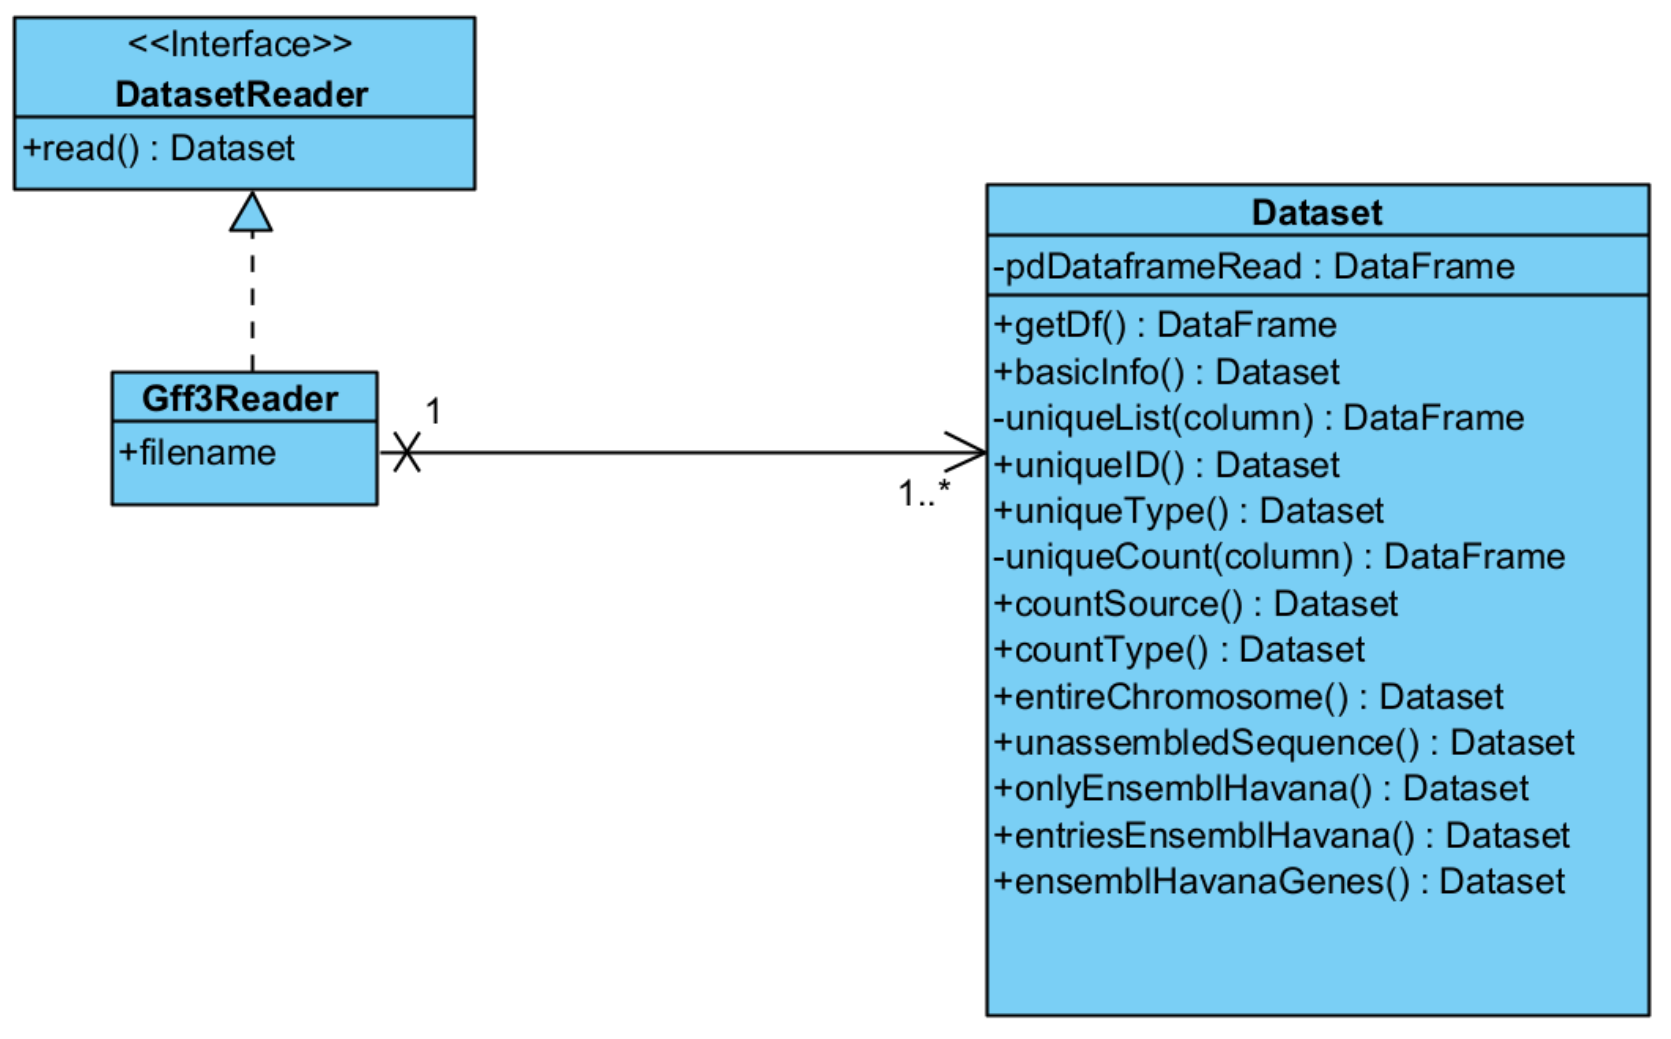 <<Interface>>
DatasetReader
+read() : Dataset
Gff3Reader
+filename
1
1..*
Dataset
-pdDataframeRead : DataFrame
+getDf() : DataFrame
+basicInfo() : Dataset
-uniqueList(column) : DataFrame
+uniqueID() : Dataset
+uniqueType() : Dataset
-uniqueCount(column) : DataFrame
+countSource() : Dataset
+countType() : Dataset
+entireChromosome() : Dataset
+unassembledSequence() : Dataset
+onlyEnsemblHavana() : Dataset
+entriesEnsemblHavana() : Dataset
+ensemblHavanaGenes() : Dataset